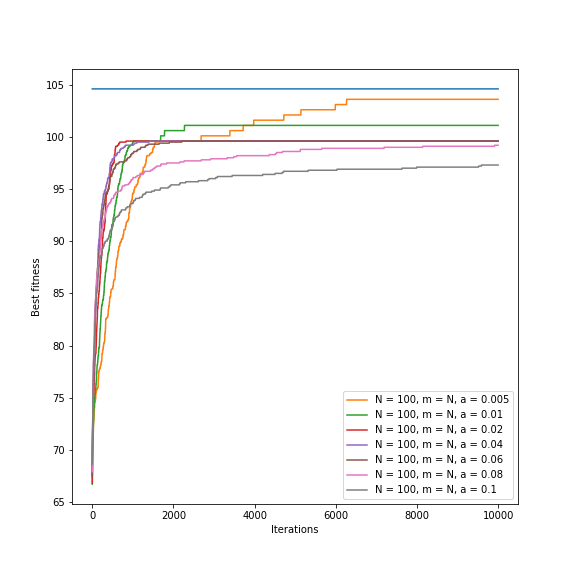 105
100
95
90
85
80
75
70
65
Best fitness
N = 100, m = N, a = 0.005
N = 100, m = N, a = 0.01
N = 100, m = N, a = 0.02
N = 100, m = N, a = 0.04
N = 100, m = N, a = 0.06
N = 100, m = N, a = 0.08
N = 100, m = N, a = 0.1
0 2000 4000 6000 8000 10000
Iterations